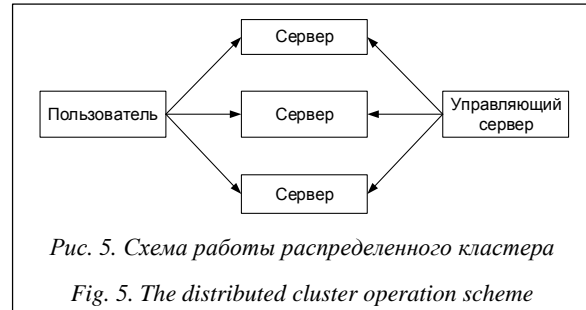 Сервер
Пользователь
Сервер
Управляющий
сервер
Сервер
Рис. 5. Схема работы распределенного кластера
Fig. 5. The distributed cluster operation scheme